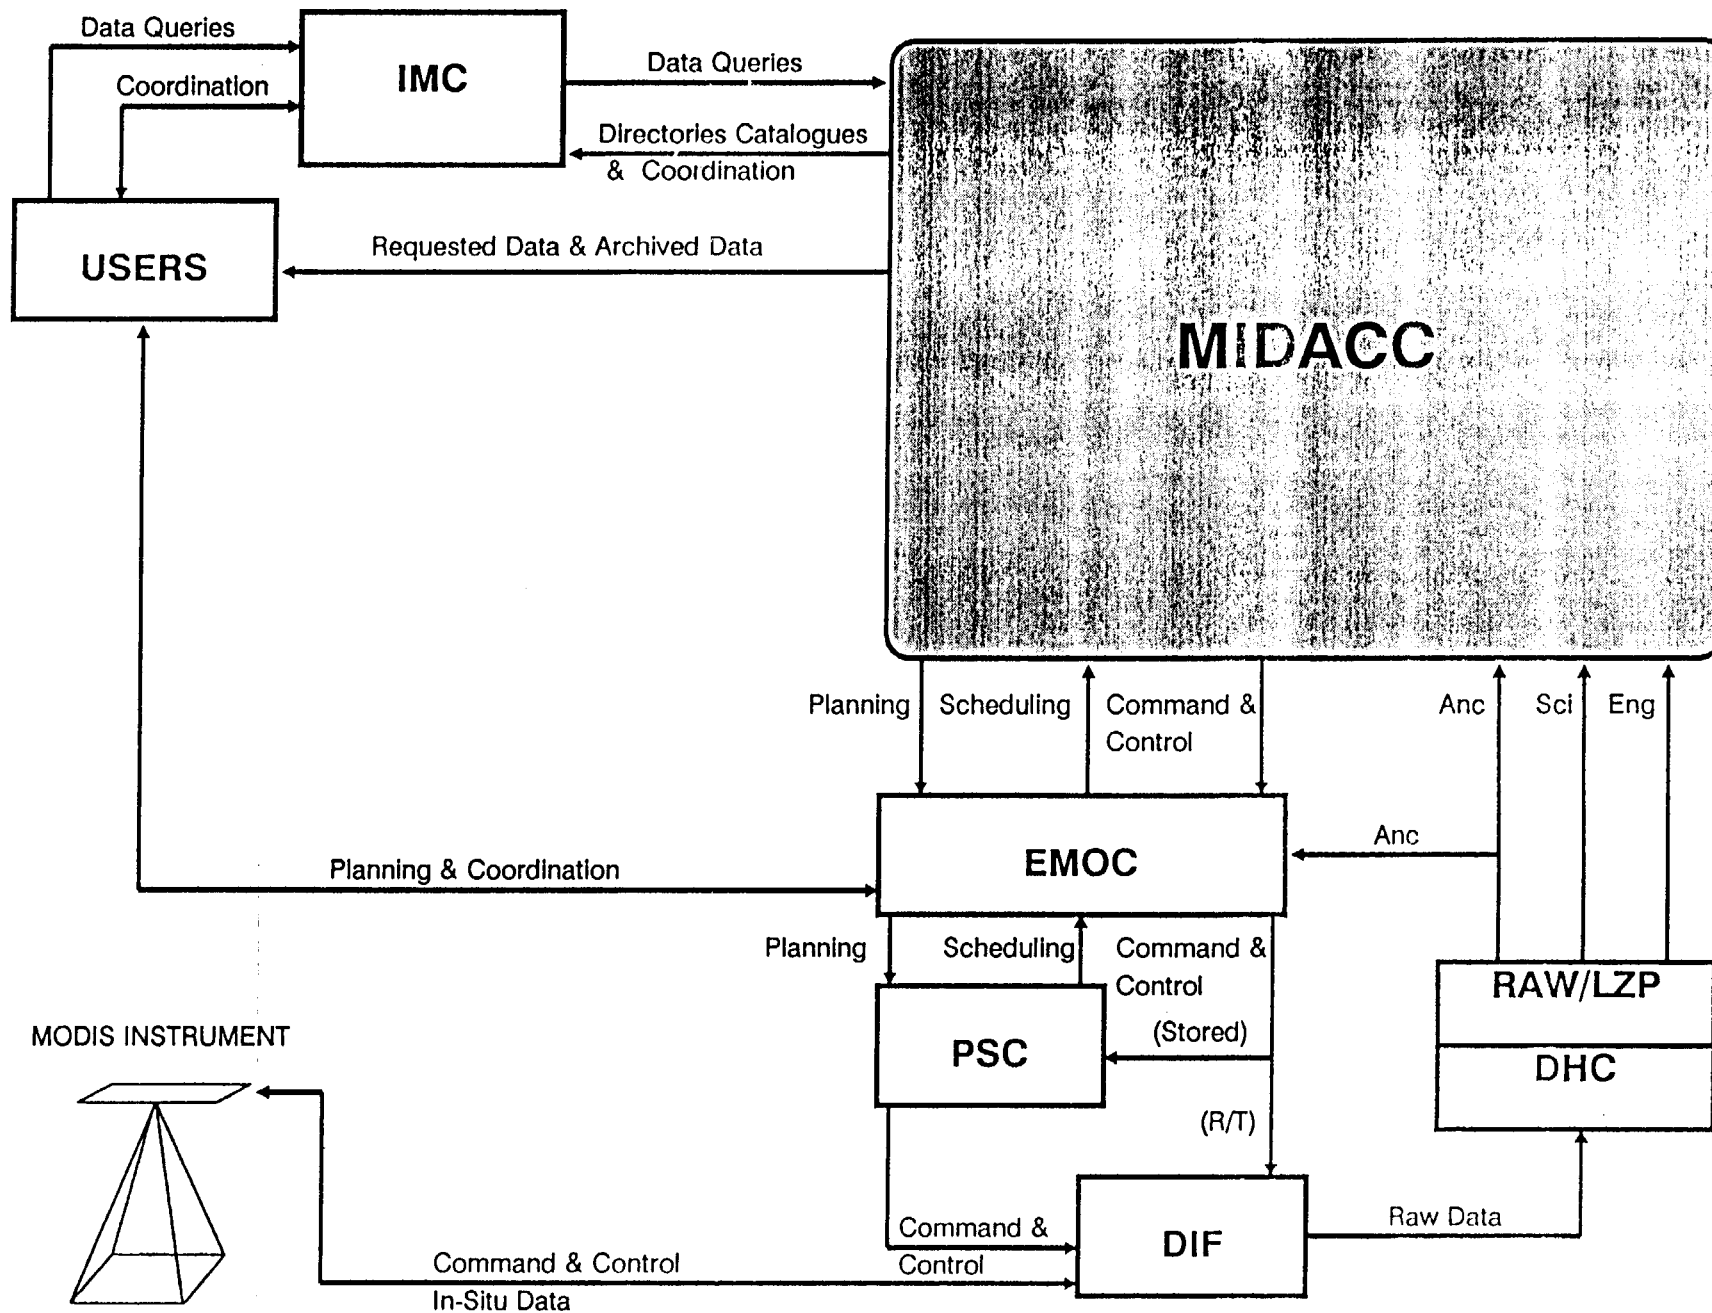 Data Queries
IMC
Data Queries
Coordination
Directories Catalogues
& Coordination
USERS
Requested Data & Archived Data
MIDACC
Planning
Scheduling
Command &
Control
Anc
Sci
Eng
Anc
EMOC
Planning & Coordination
Planning
Scheduling
Command &
Control
RAW/LZP
(Stored)
PSC
MODIS INSTRUMENT
DHC
(R/T)
Raw Data
Command &
Control
DIF
Command & Control
In-Situ Data